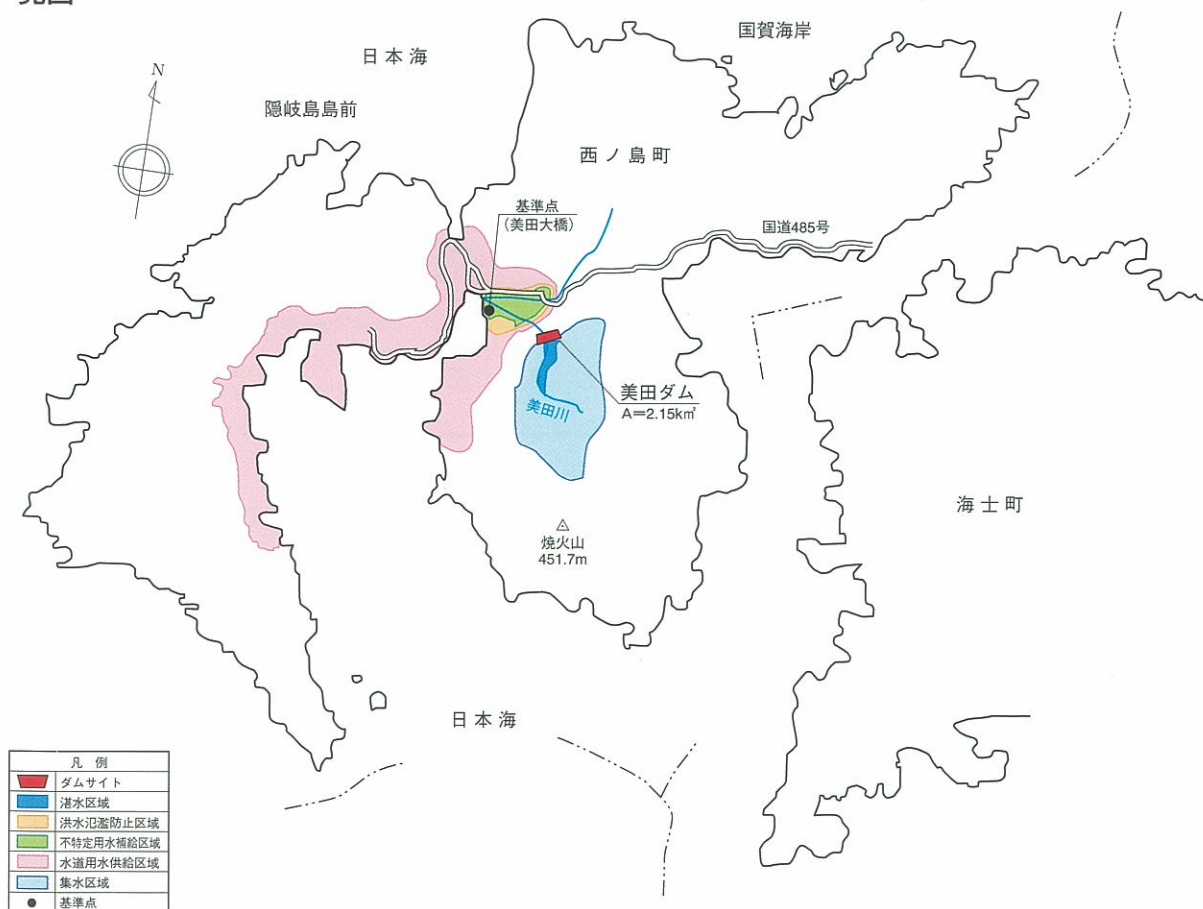 国賀海岸
日本海
N
隠岐島島前
西ノ島町
基準点
(美田大橋)
国道485号
美田ダム
A=2.15km²
美田川
海士町
焼火山
451.7m
日本海
凡例
ダムサイト
湛水区域
洪水氾濫防止区域
不特定用水補給区域
水道用水供給区域
集水区域
基準点